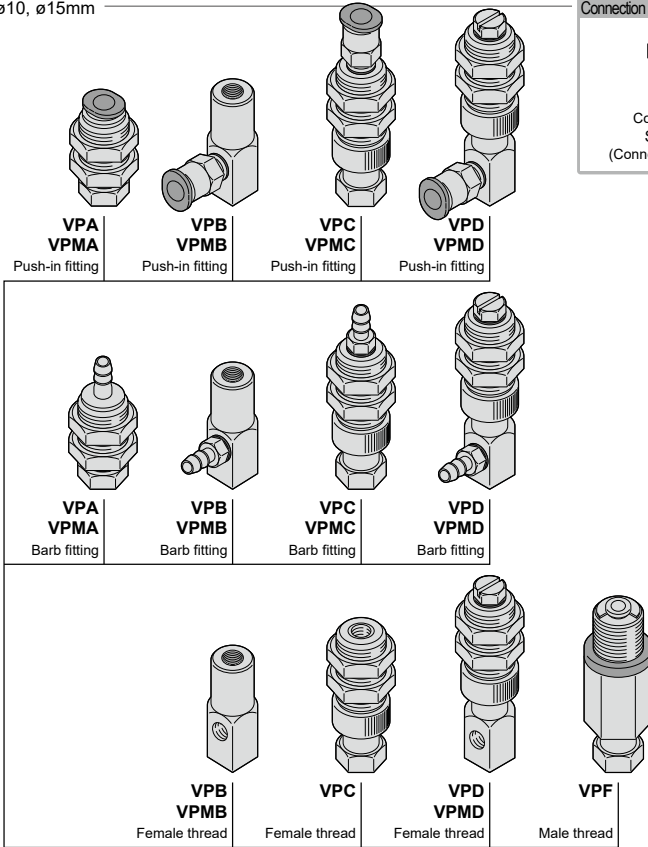 ø10, ø15mm
Connection
VPA
VPMA
Push-in fitting
VPB
VPMB
Push-in fitting
VPC
VPMC
Push-in fitting
VPD
VPMD
Push-in fitting
VPA
VPMA
Barb fitting
VPB
VPMB
Barb fitting
VPC
VPMC
Barb fitting
VPD
VPMD
Barb fitting
VPB
VPMB
Female thread
VPC
Female thread
VPD
VPMD
Female thread
VPF
Male thread